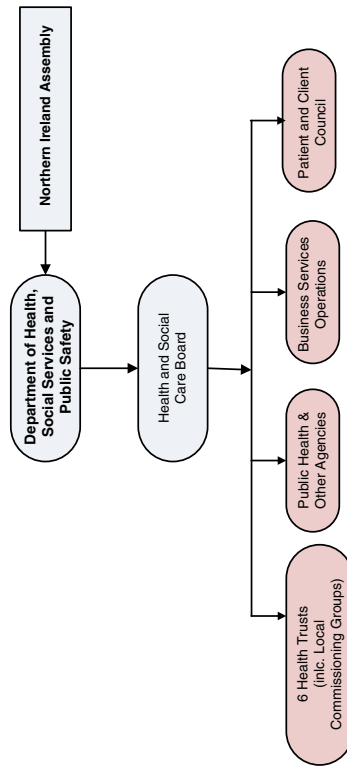 Northern Ireland Assembly
Department of Health,
Social Services and
Public Safety
Health and Social
Care Board
6 Health Trusts
(inlc. Local
Commissioning Groups)
Public Health &
Other Agencies
Business Services
Operations
Patient and Client
Council